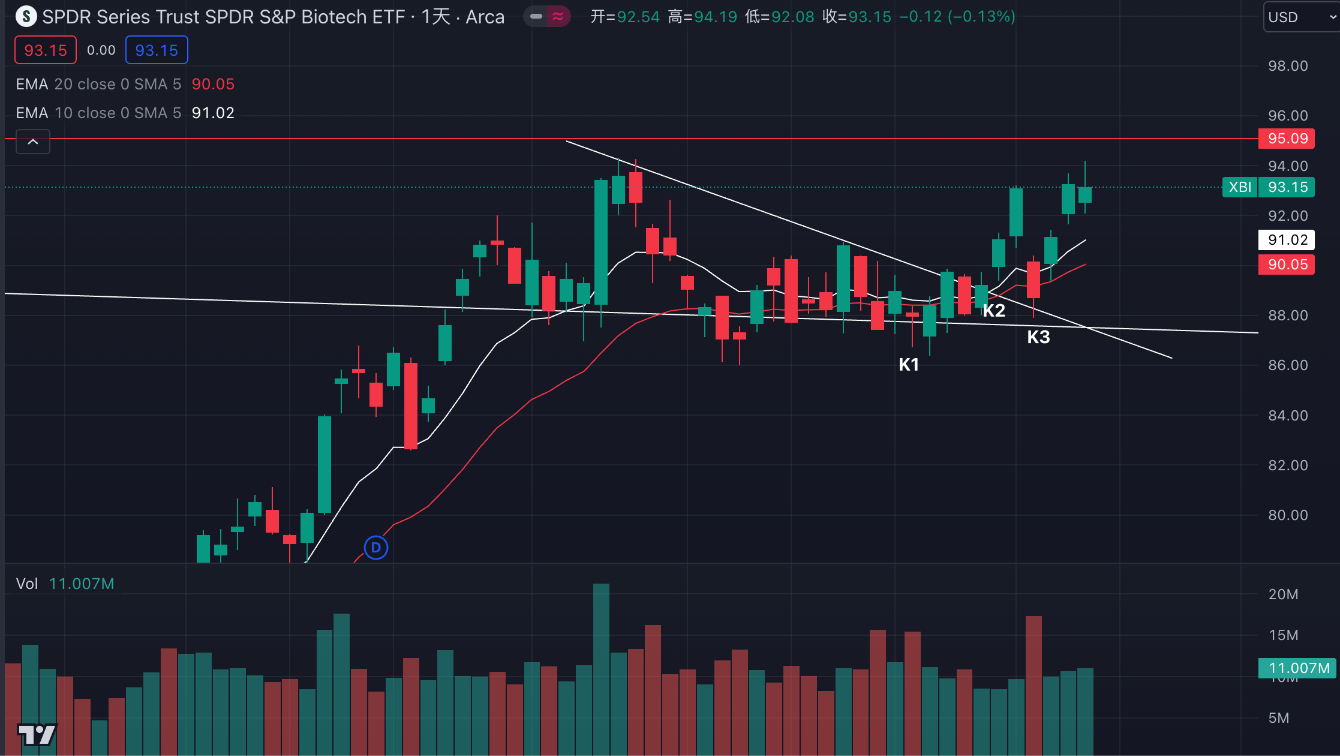 S SPDR Series Trust SPDR S&P Biotech ETF · 1天 · Arca 开=92.54 高=94.19 低=92.08 收=93.15 −0.12 (−0.13%)
USD
93.15 0.00 93.15
EMA 20 close 0 SMA 5 90.05
EMA 10 close 0 SMA 5 91.02
98.00
96.00
95.09
94.00
XBI 93.15
92.00
91.02
90.05
88.00
86.00
84.00
82.00
80.00
K2
K3
K1
D
Vol 11.007M
20M
15M
11.007M
10M
5M